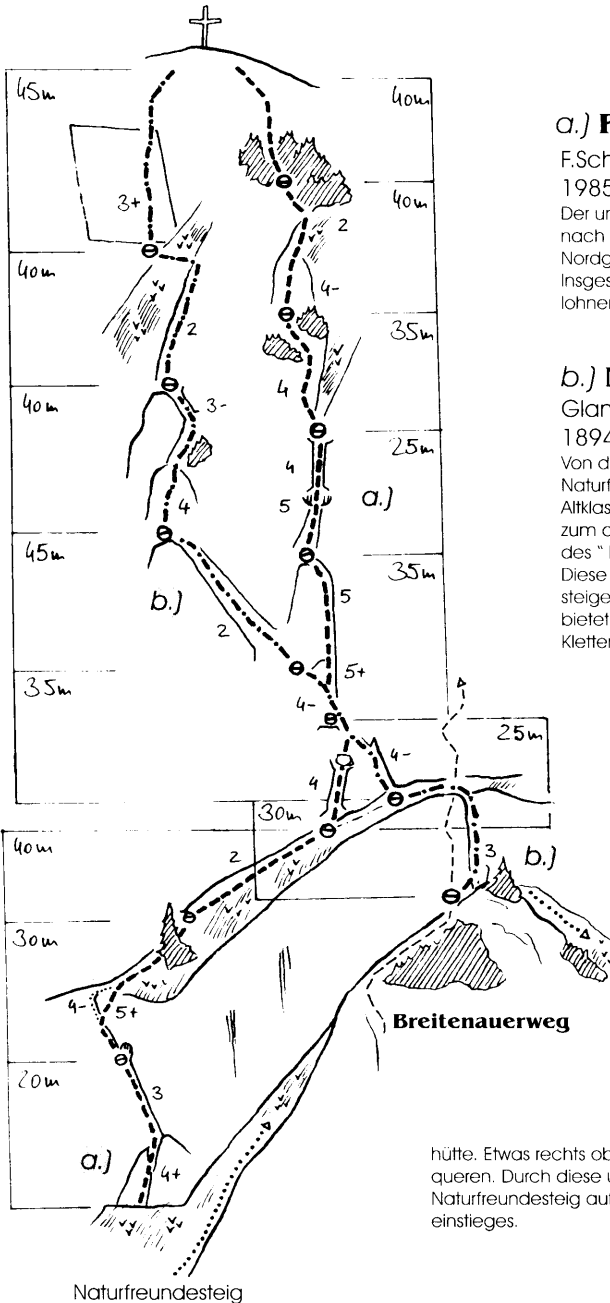 45m
40m
3+
40m
2
40m
4-
40m
2
35m
3-
4
40m
4
25m
5
a.)
4
45m
35m
b.)
5
2
5+
4-
35m
25m
4-
4
30m
40m
2
3
b.)
30m
4-
5+
Breitenauerweg
20m
3
a.)
4+
Naturfreundesteig
a.) F
F.Sch
1985
Der ur
nach
Nordg
Insges
lohner
b.) N
Glan
1894
Von d
Naturf
Altklas
zum d
des "
Diese
steige
bietet
Kletter
hütte. Etwas rechts ob
queren. Durch diese u
Naturfreundesteig auf
einstieges.